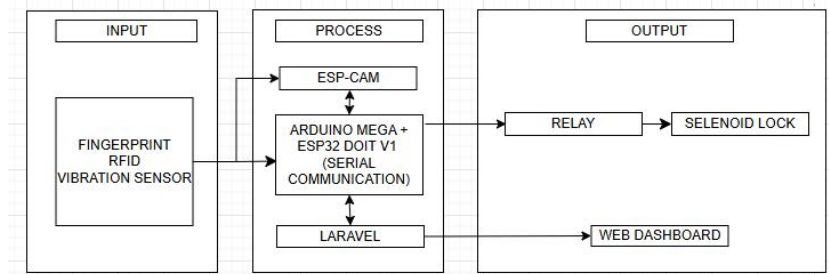 INPUT
FINGERPRINT
RFID
VIBRATION SENSOR
PROCESS
ESP-CAM
ARDUINO MEGA +
ESP32 DOIT V1
(SERIAL
COMMUNICATION)
LARAVEL
OUTPUT
RELAY
SELENOID LOCK
WEB DASHBOARD